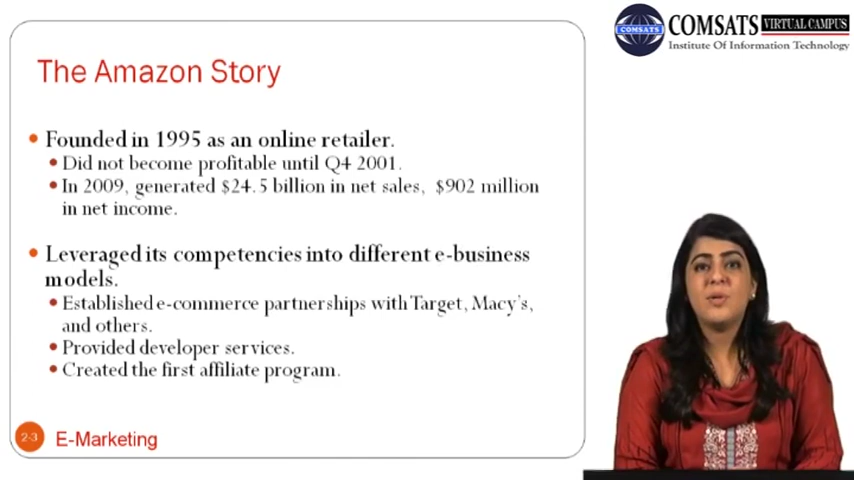 COMSATS VIRTUAL CAMPUS
COMSATS
Institute Of Information Technology
The Amazon Story
• Founded in 1995 as an online retailer.
• Did not become profitable until Q4 2001.
• In 2009, generated $24.5 billion in net sales, $902 million
in net income.
• Leveraged its competencies into different e-business
models.
• Established e-commerce partnerships with Target, Macy's,
and others.
• Provided developer services.
• Created the first affiliate program.
2-3
E-Marketing